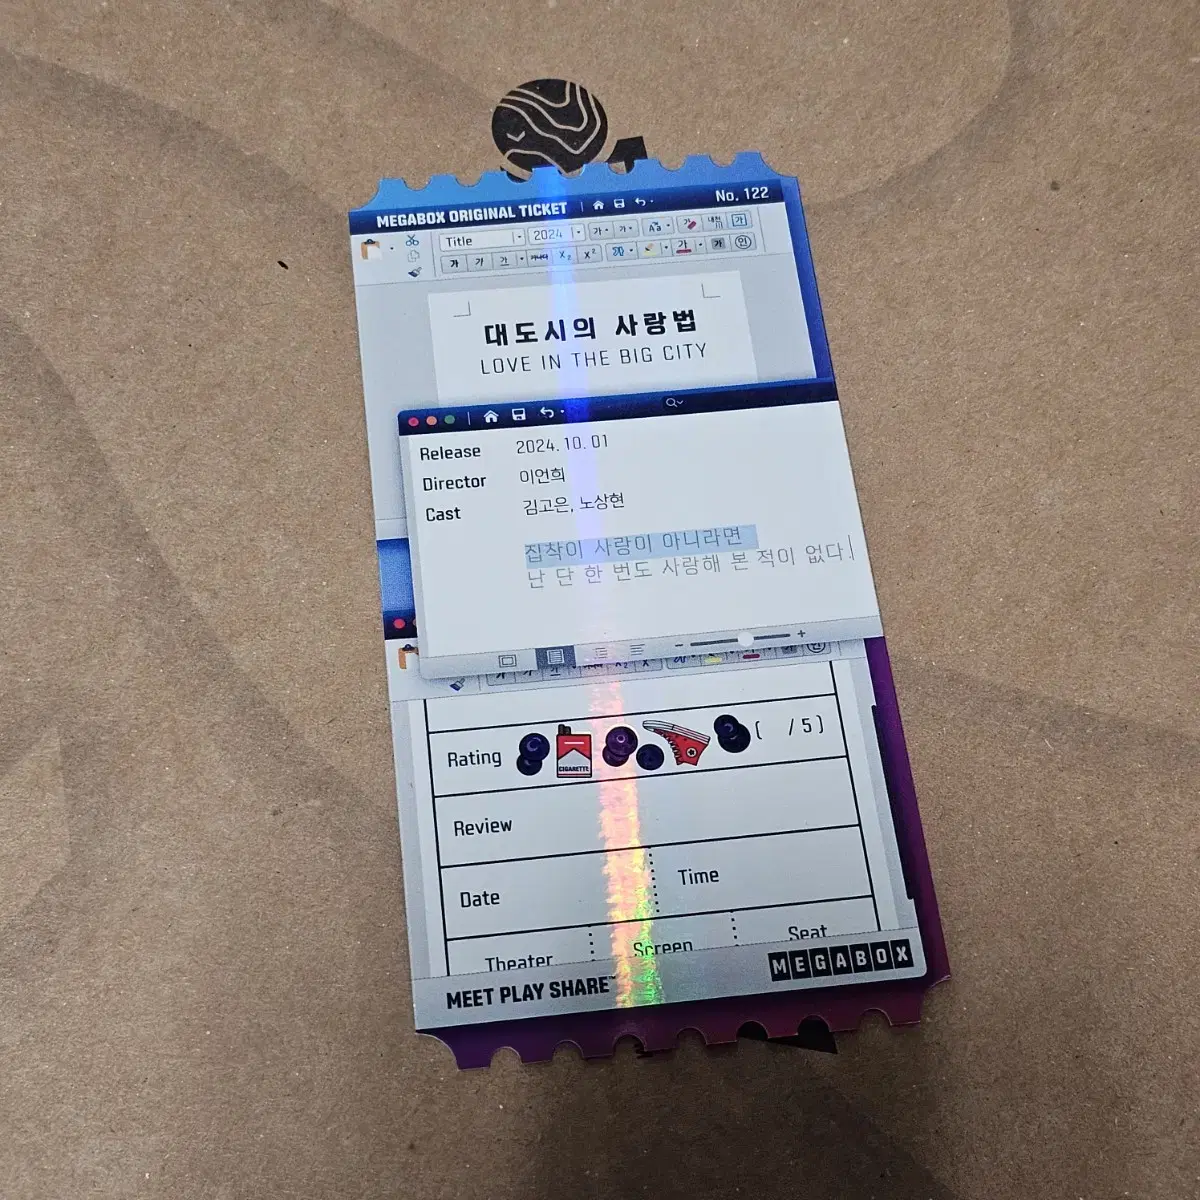 MEGABOX ORIGINAL TICKET No. 122
Title 2024
대도시의 사랑법
LOVE IN THE BIG CITY
Release 2024. 10. 01
Director 이언희
Cast 김고은, 노상현
집착이 사랑이 아니라면
난 단 한 번도 사랑해 본 적이 없다.
Rating CIGARETTE ( /5)
Review
Date Time
Theater Screen Seat
MEET PLAY SHARE™ MEGABOX